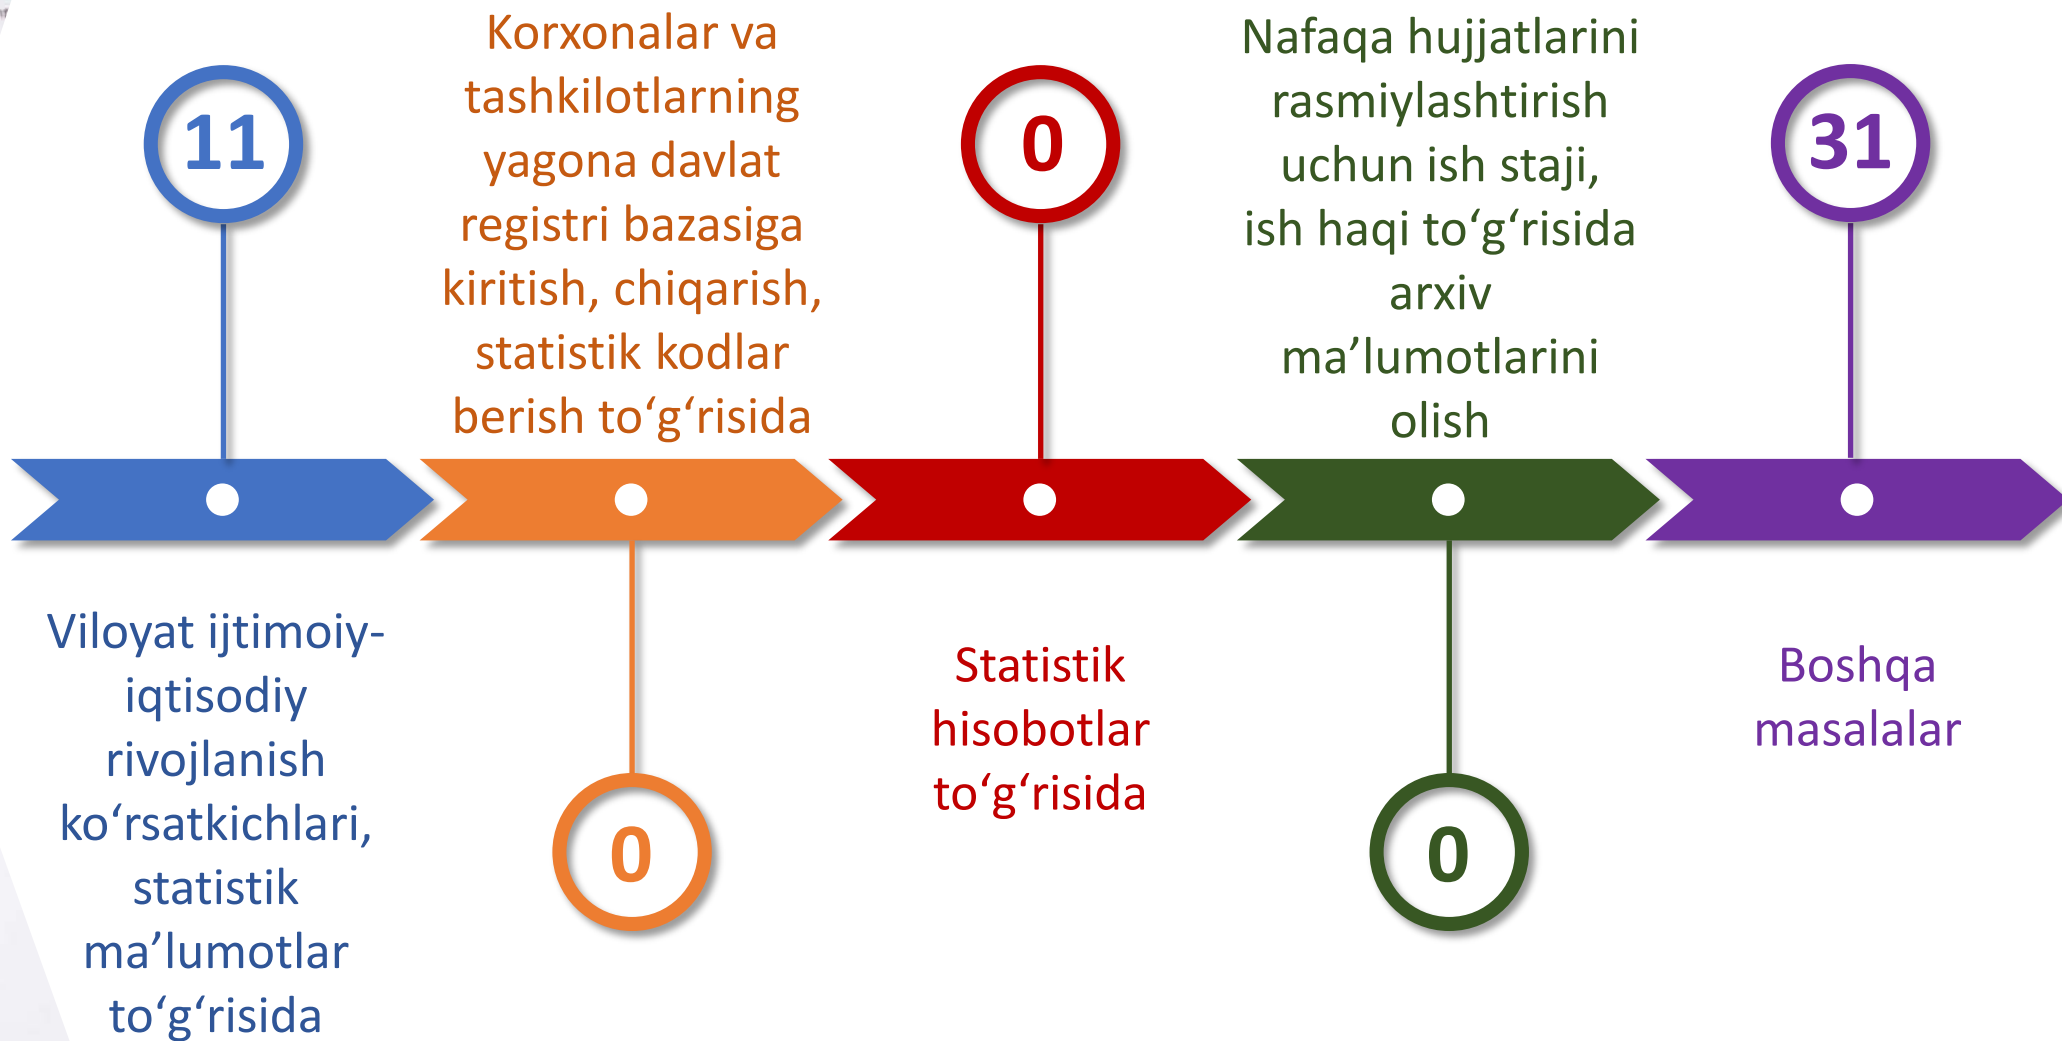 11
Viloyat ijtimoiy-
iqtisodiy
rivojlanish
ko‘rsatkichlari,
statistik
ma’lumotlar
to‘g‘risida
Korxonalar va
tashkilotlarning
yagona davlat
registri bazasiga
kiritish, chiqarish,
statistik kodlar
berish to‘g‘risida
0
0
Statistik
hisobotlar
to‘g‘risida
Nafaqa hujjatlarini
rasmiylashtirish
uchun ish staji,
ish haqi to‘g‘risida
arxiv
ma’lumotlarini
olish
0
31
Boshqa
masalalar